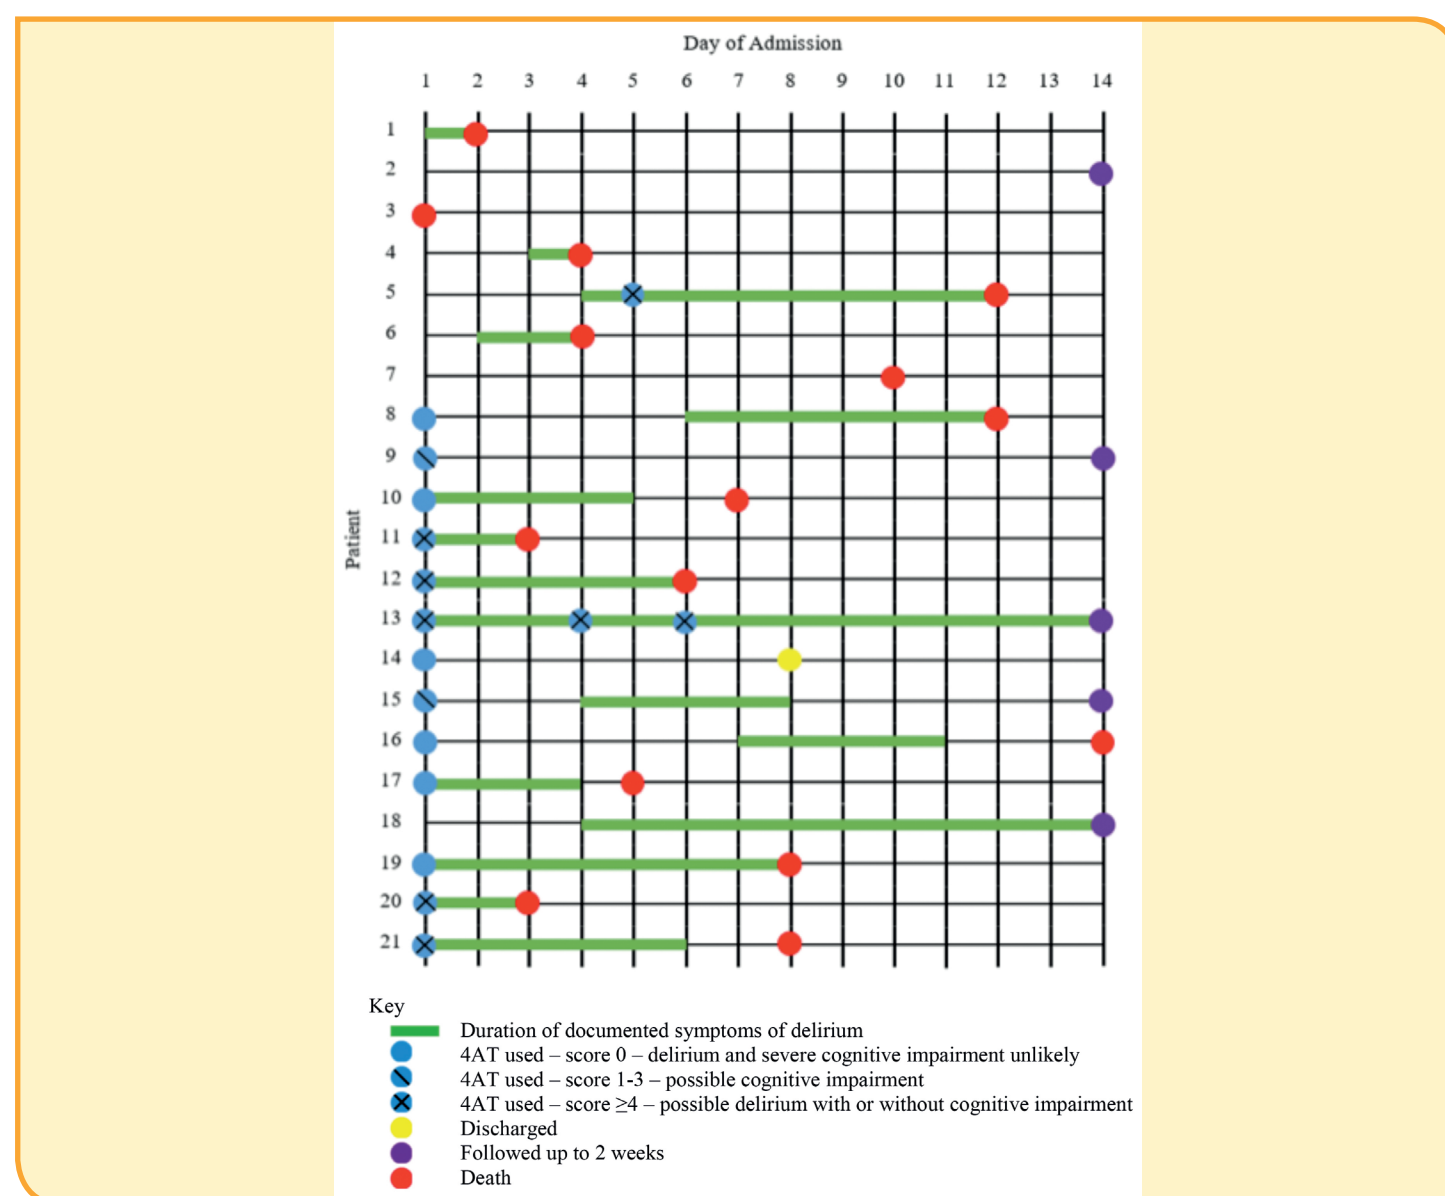 Day of Admission
1 2 3 4 5 6 7 8 9 10 11 12 13 14
Patient
1
2
3
4
5
6
7
8
9
10
11
12
13
14
15
16
17
18
19
20
21
Key
Duration of documented symptoms of delirium
4AT used – score 0 – delirium and severe cognitive impairment unlikely
4AT used – score 1-3 – possible cognitive impairment
4AT used – score ≥4 – possible delirium with or without cognitive impairment
Discharged
Followed up to 2 weeks
Death